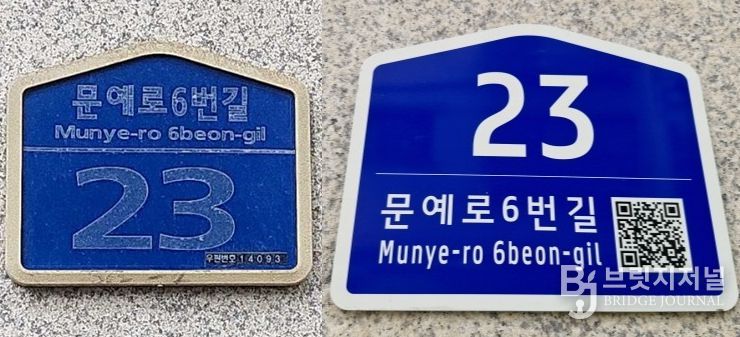 문예로6번길
Munye-ro 6beon-gil
23
우편번호 14093
23
문예로6번길
Munye-ro 6beon-gil
브릿지저널
BRIDGE JOURNAL